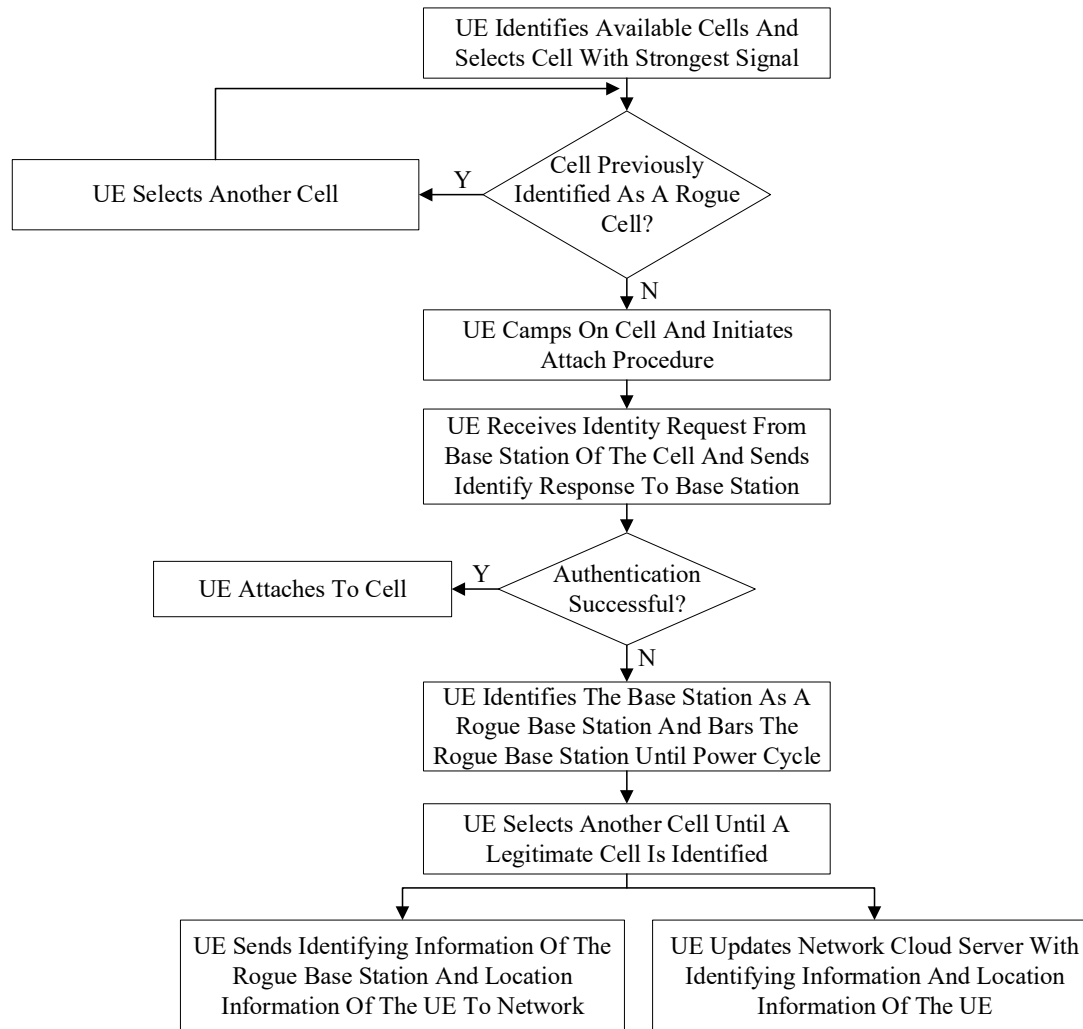 UE Identifies Available Cells And
Selects Cell With Strongest Signal
Cell Previously
Identified As A Rogue
Cell?
Y
UE Selects Another Cell
N
UE Camps On Cell And Initiates
Attach Procedure
UE Receives Identity Request From
Base Station Of The Cell And Sends
Identify Response To Base Station
Authentication
Successful?
Y
UE Attaches To Cell
N
UE Identifies The Base Station As A
Rogue Base Station And Bars The
Rogue Base Station Until Power Cycle
UE Selects Another Cell Until A
Legitimate Cell Is Identified
UE Sends Identifying Information Of The
Rogue Base Station And Location
Information Of The UE To Network
UE Updates Network Cloud Server With
Identifying Information And Location
Information Of The UE